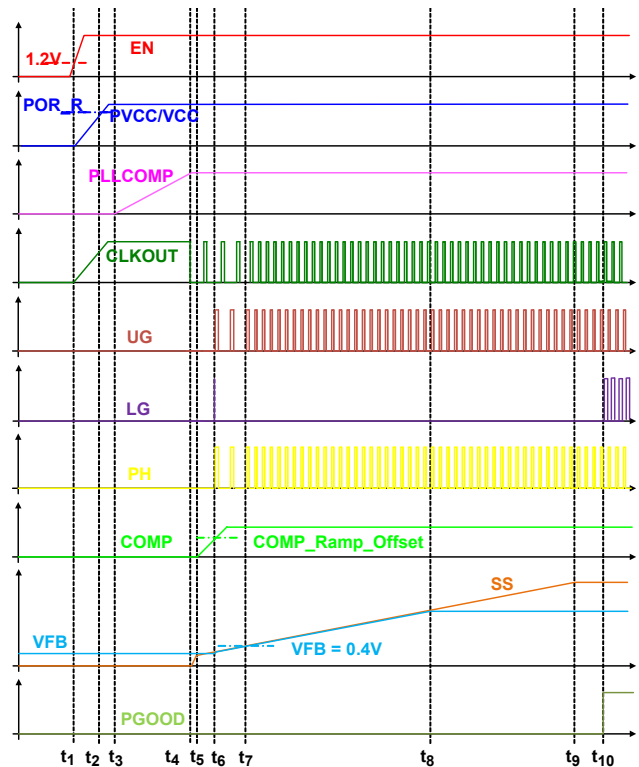 EN
1.2V
POR_R
PVCC/VCC
PLLCOMP
CLKOUT
UG
LG
PH
COMP
COMP_Ramp_Offset
SS
VFB
VFB = 0.4V
PGOOD
t1 t2 t3 t4 t5 t6 t7 t8 t9 t10